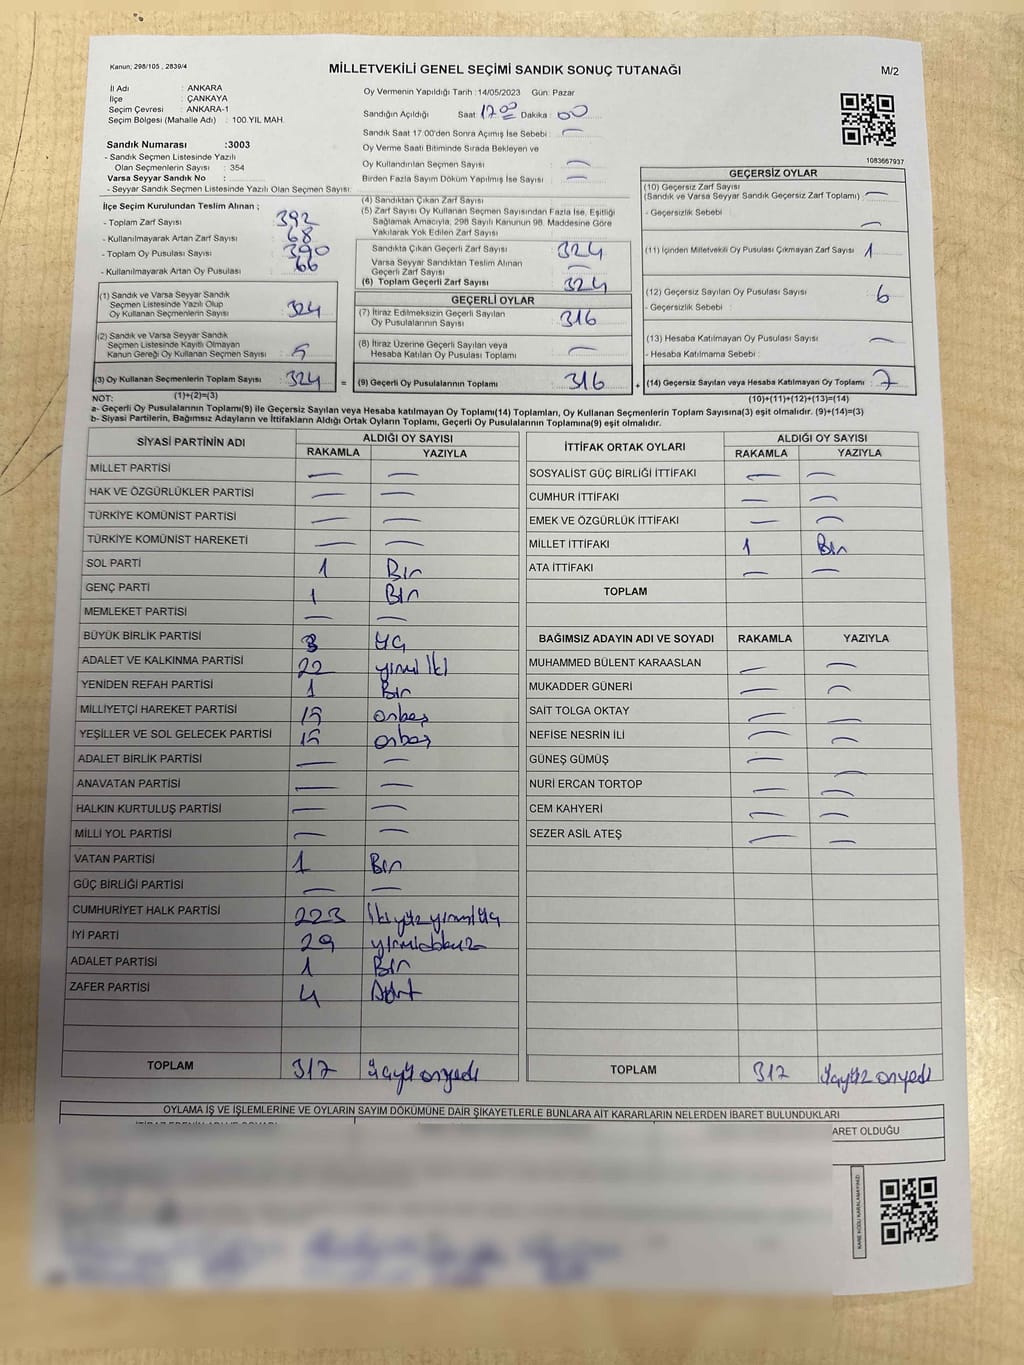 Kanun; 298/105 , 2839/4
MİLLETVEKİLİ GENEL SEÇİMİ SANDIK SONUÇ TUTANAĞI
M/2
İl Adı : ANKARA
İlçe : ÇANKAYA
Seçim Çevresi : ANKARA-1
Seçim Bölgesi (Mahalle Adı) : 100.YIL MAH.
Sandık Numarası :3003
- Sandık Seçmen Listesinde Yazılı
Olan Seçmenlerin Sayısı : 354
Varsa Seyyar Sandık No :
- Seyyar Sandık Seçmen Listesinde Yazılı Olan Seçmen Sayısı:
Oy Vermenin Yapıldığı Tarih :14/05/2023 Gün: Pazar
Sandığın Açıldığı Saat : 17.00 Dakika : 00
Sandık Saat 17.00'den Sonra Açımış İse Sebebi : —
Oy Verme Saati Bitiminde Sırada Bekleyen ve
Oy Kullandırılan Seçmen Sayısı : —
Birden Fazla Sayım Döküm Yapılmış İse Sayısı : —
1083667937
İlçe Seçim Kurulundan Teslim Alınan ;
- Toplam Zarf Sayısı : 392
- Kullanılmayarak Artan Zarf Sayısı : 68
- Toplam Oy Pusulası Sayısı : 390
- Kullanılmayarak Artan Oy Pusulası : 66
(4) Sandıktan Çıkan Zarf Sayısı :
(5) Zarf Sayısı Oy Kullanan Seçmen Sayısından Fazla İse, Eşitliği
Sağlamak Amacıyla, 298 Sayılı Kanunun 98. Maddesine Göre
Yakılarak Yok Edilen Zarf Sayısı :
Sandıkta Çıkan Geçerli Zarf Sayısı : 324
Varsa Seyyar Sandıktan Teslim Alınan
Geçerli Zarf Sayısı : —
(6) Toplam Geçerli Zarf Sayısı : 324
GEÇERSİZ OYLAR
(10) Geçersiz Zarf Sayısı
(Sandık ve Varsa Seyyar Sandık Geçersiz Zarf Toplamı) : —
- Geçersizlik Sebebi : —
(11) İçinden Milletvekili Oy Pusulası Çıkmayan Zarf Sayısı : 1
(12) Geçersiz Sayılan Oy Pusulası Sayısı : 6
- Geçersizlik Sebebi :
(13) Hesaba Katılmayan Oy Pusulası Sayısı : —
- Hesaba Katılmama Sebebi :
(14) Geçersiz Sayılan veya Hesaba Katılmayan Oy Toplamı : 7
(10)+(11)+(12)+(13)=(14)
(1) Sandık ve Varsa Seyyar Sandık
Seçmen Listesinde Yazılı Olup
Oy Kullanan Seçmenlerin Sayısı : 324
(2) Sandık ve Varsa Seyyar Sandık
Seçmen Listesinde Kayıtlı Olmayan
Kanun Gereği Oy Kullanan Seçmen Sayısı :
(3) Oy Kullanan Seçmenlerin Toplam Sayısı : 324 =
(1)+(2)=(3)
GEÇERLİ OYLAR
(7) İtiraz Edilmeksizin Geçerli Sayılan
Oy Pusulalarının Sayısı : 316
(8) İtiraz Üzerine Geçerli Sayılan veya
Hesaba Katılan Oy Pusulası Toplamı : —
(9) Geçerli Oy Pusulalarının Toplamı : 316 +
NOT:
a- Geçerli Oy Pusulalarının Toplamı(9) ile Geçersiz Sayılan veya Hesaba katılmayan Oy Toplamı(14) Toplamları, Oy Kullanan Seçmenlerin Toplam Sayısına(3) eşit olmalıdır. (9)+(14)=(3)
b- Siyasi Partilerin, Bağımsız Adayların ve İttifakların Aldığı Ortak Oyların Toplamı, Geçerli Oy Pusulalarının Toplamına(9) eşit olmalıdır.
SİYASİ PARTİNİN ADI ALDIĞI OY SAYISI
RAKAMLA YAZIYLA
MİLLET PARTİSİ — —
HAK VE ÖZGÜRLÜKLER PARTİSİ — —
TÜRKİYE KOMÜNİST PARTİSİ — —
TÜRKİYE KOMÜNİST HAREKETİ — —
SOL PARTİ 1 Bir
GENÇ PARTİ 1 Bir
MEMLEKET PARTİSİ — —
BÜYÜK BİRLİK PARTİSİ 3 üç
ADALET VE KALKINMA PARTİSİ 22 yirmi iki
YENİDEN REFAH PARTİSİ 1 Bir
MİLLİYETÇİ HAREKET PARTİSİ 15 onbeş
YEŞİLLER VE SOL GELECEK PARTİSİ 15 onbeş
ADALET BİRLİK PARTİSİ — —
ANAVATAN PARTİSİ — —
HALKIN KURTULUŞ PARTİSİ — —
MİLLİ YOL PARTİSİ — —
VATAN PARTİSİ 1 Bir
GÜÇ BİRLİĞİ PARTİSİ — —
CUMHURİYET HALK PARTİSİ 223 İkiyüzyirmiüç
İYİ PARTİ 29 yirmidokuz
ADALET PARTİSİ 1 Bir
ZAFER PARTİSİ 4 Dört
TOPLAM 317 üçyüzonyedi
İTTİFAK ORTAK OYLARI ALDIĞI OY SAYISI
RAKAMLA YAZIYLA
SOSYALİST GÜÇ BİRLİĞİ İTTİFAKI — —
CUMHUR İTTİFAKI — —
EMEK VE ÖZGÜRLÜK İTTİFAKI — —
MİLLET İTTİFAKI 1 Bir
ATA İTTİFAKI — —
TOPLAM
BAĞIMSIZ ADAYIN ADI VE SOYADI RAKAMLA YAZIYLA
MUHAMMED BÜLENT KARAASLAN — —
MUKADDER GÜNERİ — —
SAİT TOLGA OKTAY — —
NEFİSE NESRİN İLİ — —
GÜNEŞ GÜMÜŞ — —
NURİ ERCAN TORTOP — —
CEM KAHYERİ — —
SEZER ASİL ATEŞ — —
TOPLAM 317 üçyüz onyedi
OYLAMA İŞ VE İŞLEMLERİNE VE OYLARIN SAYIM DÖKÜMÜNE DAİR ŞİKAYETLERLE BUNLARA AİT KARARLARIN NELERDEN İBARET BULUNDUKLARI
ARET OLDUĞU
KARE KODU KARALAMAYINIZ!